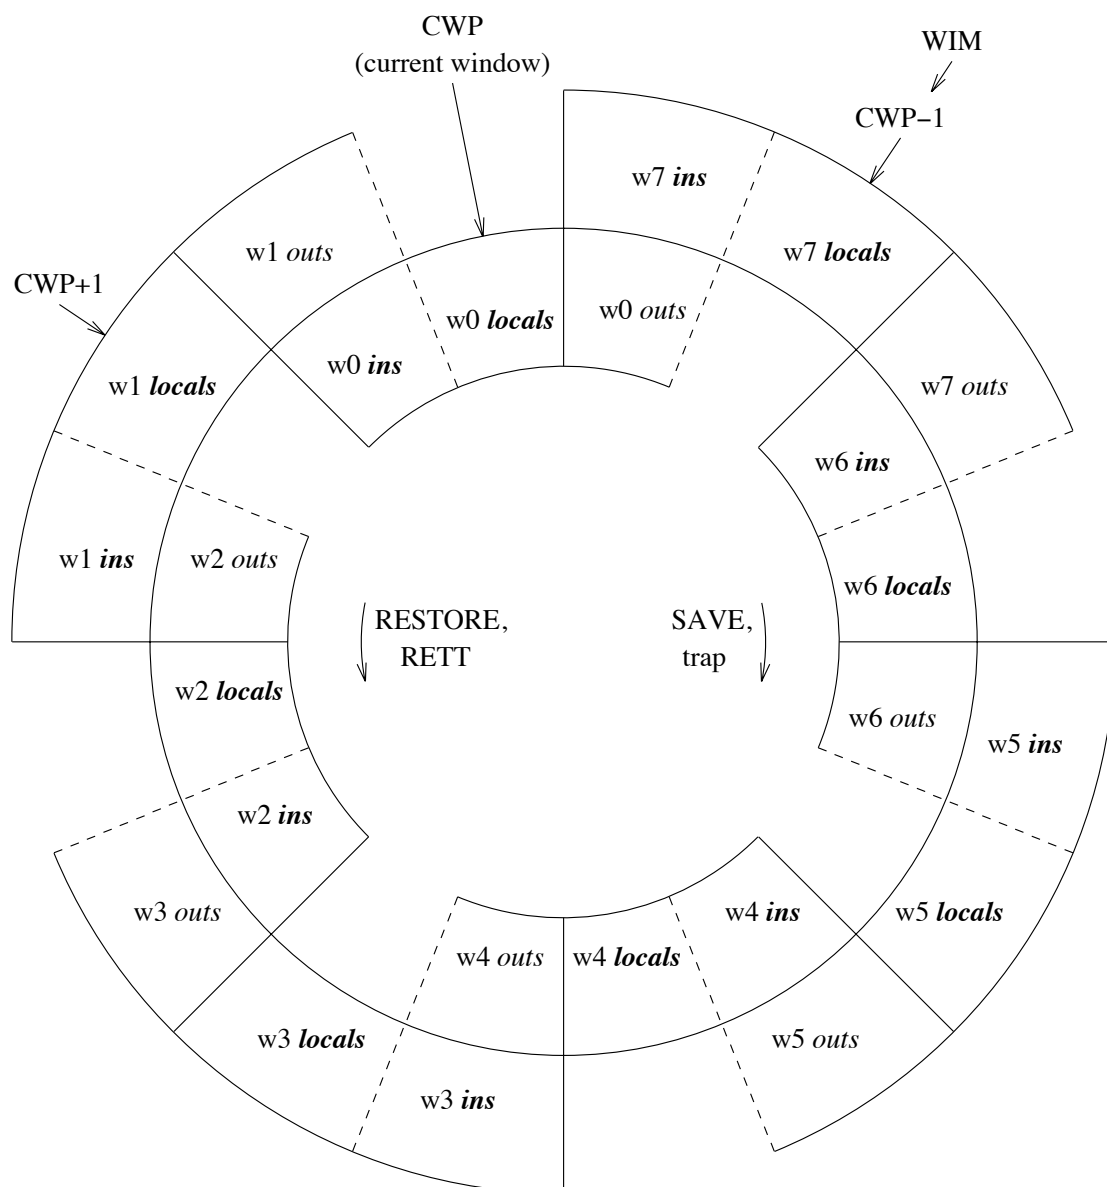 CWP
(current window)
WIM
CWP−1
w7 ins
w1 outs
w7 locals
CWP+1
w0 locals
w0 outs
w0 ins
w1 locals
w7 outs
w6 ins
w1 ins
w2 outs
w6 locals
RESTORE,
RETT
SAVE,
trap
w2 locals
w6 outs
w5 ins
w2 ins
w3 outs
w4 ins
w5 locals
w4 outs
w4 locals
w3 locals
w5 outs
w3 ins